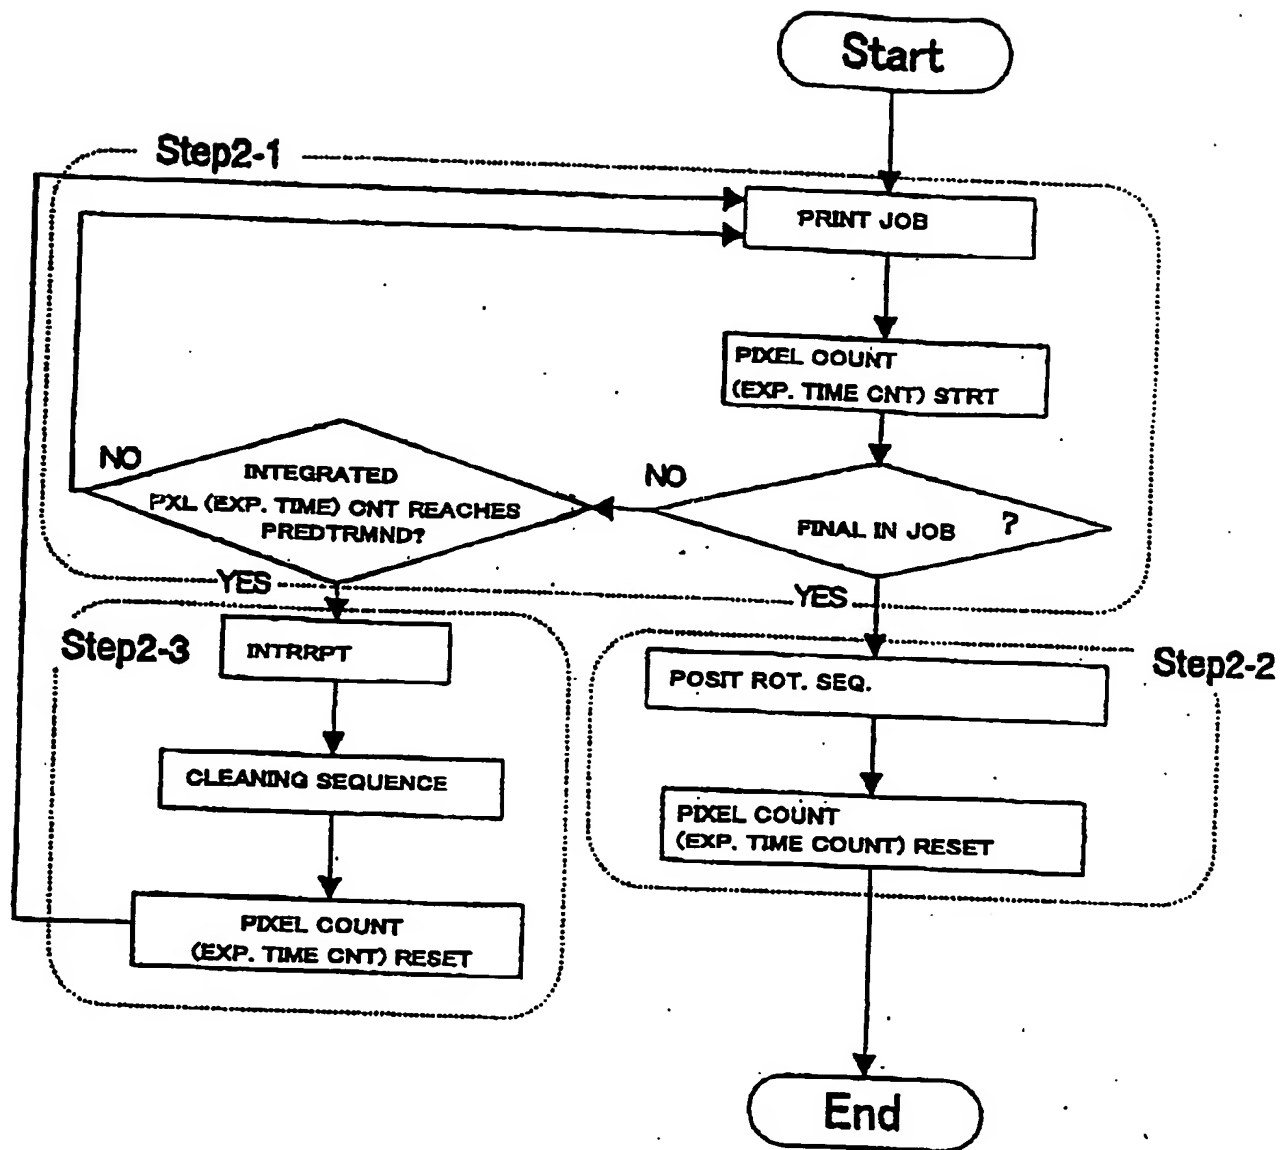 Start
Step2-1
PRINT JOB
PIXEL COUNT
(EXP. TIME CNT) STRT
NO
INTEGRATED
PXL (EXP. TIME) CNT REACHES
PREDTRMND?
NO
FINAL IN JOB ?
YES
YES
Step2-3
INTRRPT
CLEANING SEQUENCE
PIXEL COUNT
(EXP. TIME CNT) RESET
Step2-2
POSIT ROT. SEQ.
PIXEL COUNT
(EXP. TIME COUNT) RESET
End